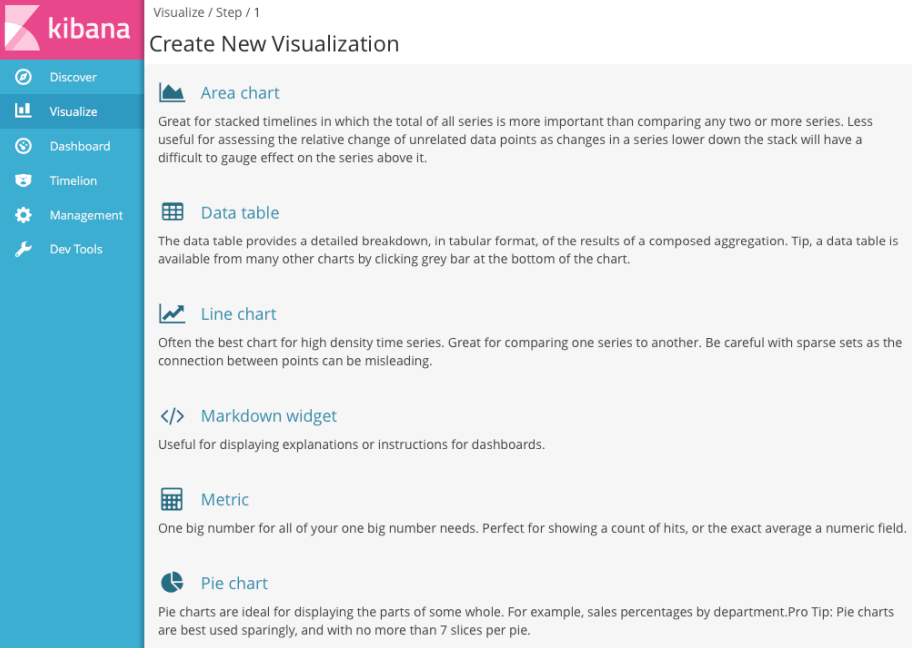 kibana
Discover
Visualize
Dashboard
Timelion
Management
Dev Tools
Visualize / Step / 1
Create New Visualization
Area chart
Great for stacked timelines in which the total of all series is more important than comparing any two or more series. Less
useful for assessing the relative change of unrelated data points as changes in a series lower down the stack will have a
difficult to gauge effect on the series above it.
Data table
The data table provides a detailed breakdown, in tabular format, of the results of a composed aggregation. Tip, a data table is
available from many other charts by clicking grey bar at the bottom of the chart.
Line chart
Often the best chart for high density time series. Great for comparing one series to another. Be careful with sparse sets as the
connection between points can be misleading.
Markdown widget
Useful for displaying explanations or instructions for dashboards.
Metric
One big number for all of your one big number needs. Perfect for showing a count of hits, or the exact average a numeric field.
Pie chart
Pie charts are ideal for displaying the parts of some whole. For example, sales percentages by department.Pro Tip: Pie charts
are best used sparingly, and with no more than 7 slices per pie.